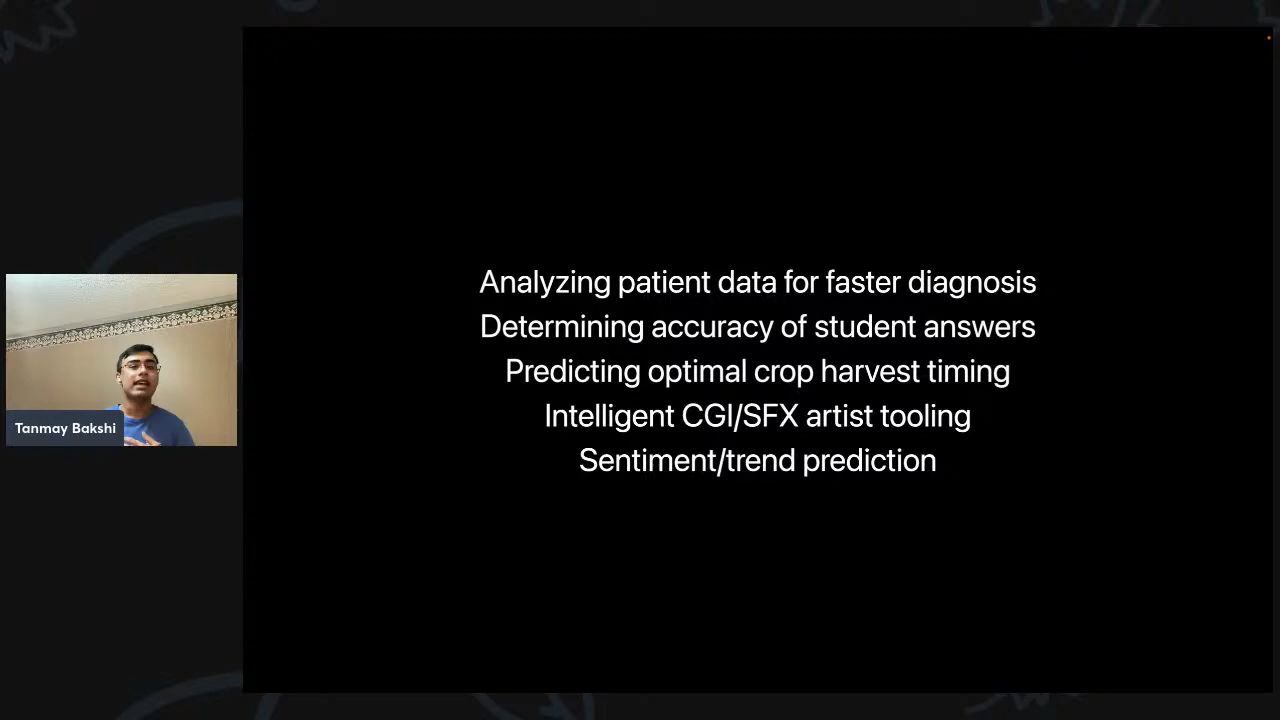 Analyzing patient data for faster diagnosis
Determining accuracy of student answers
Predicting optimal crop harvest timing
Intelligent CGI/SFX artist tooling
Sentiment/trend prediction
Tanmay Bakshi